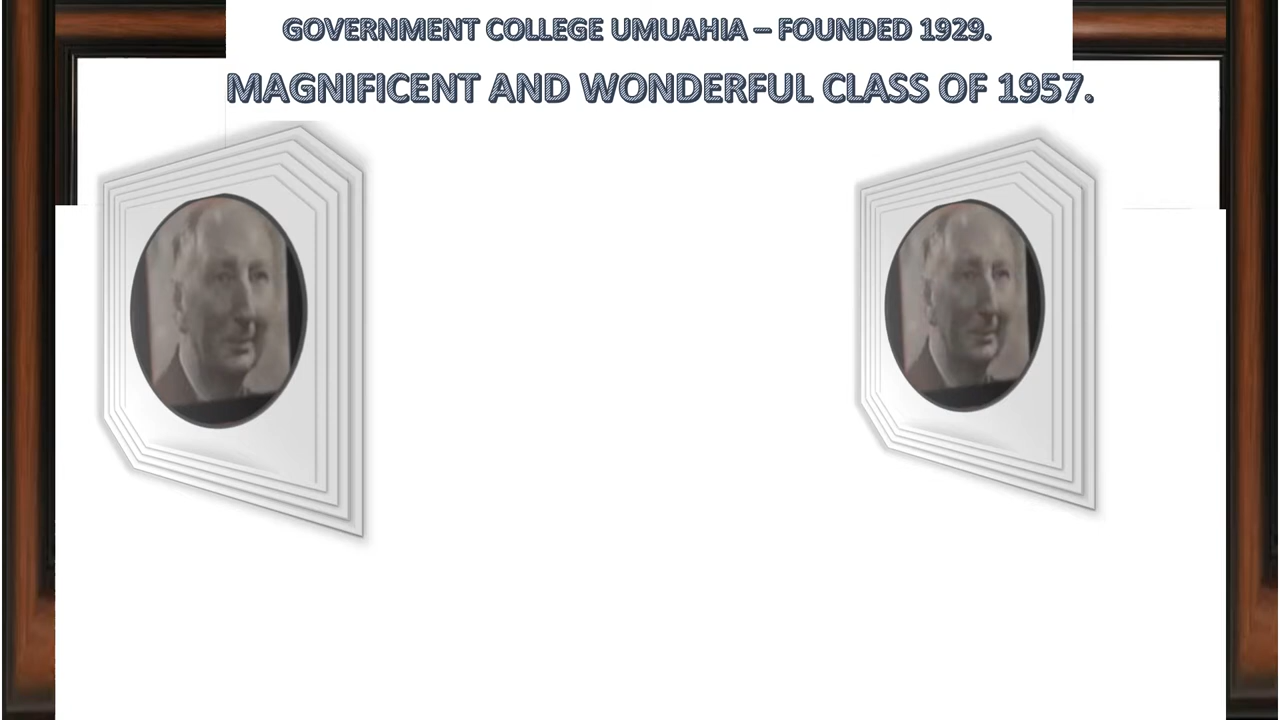 GOVERNMENT COLLEGE UMUAHIA – FOUNDED 1929.
MAGNIFICENT AND WONDERFUL CLASS OF 1957.